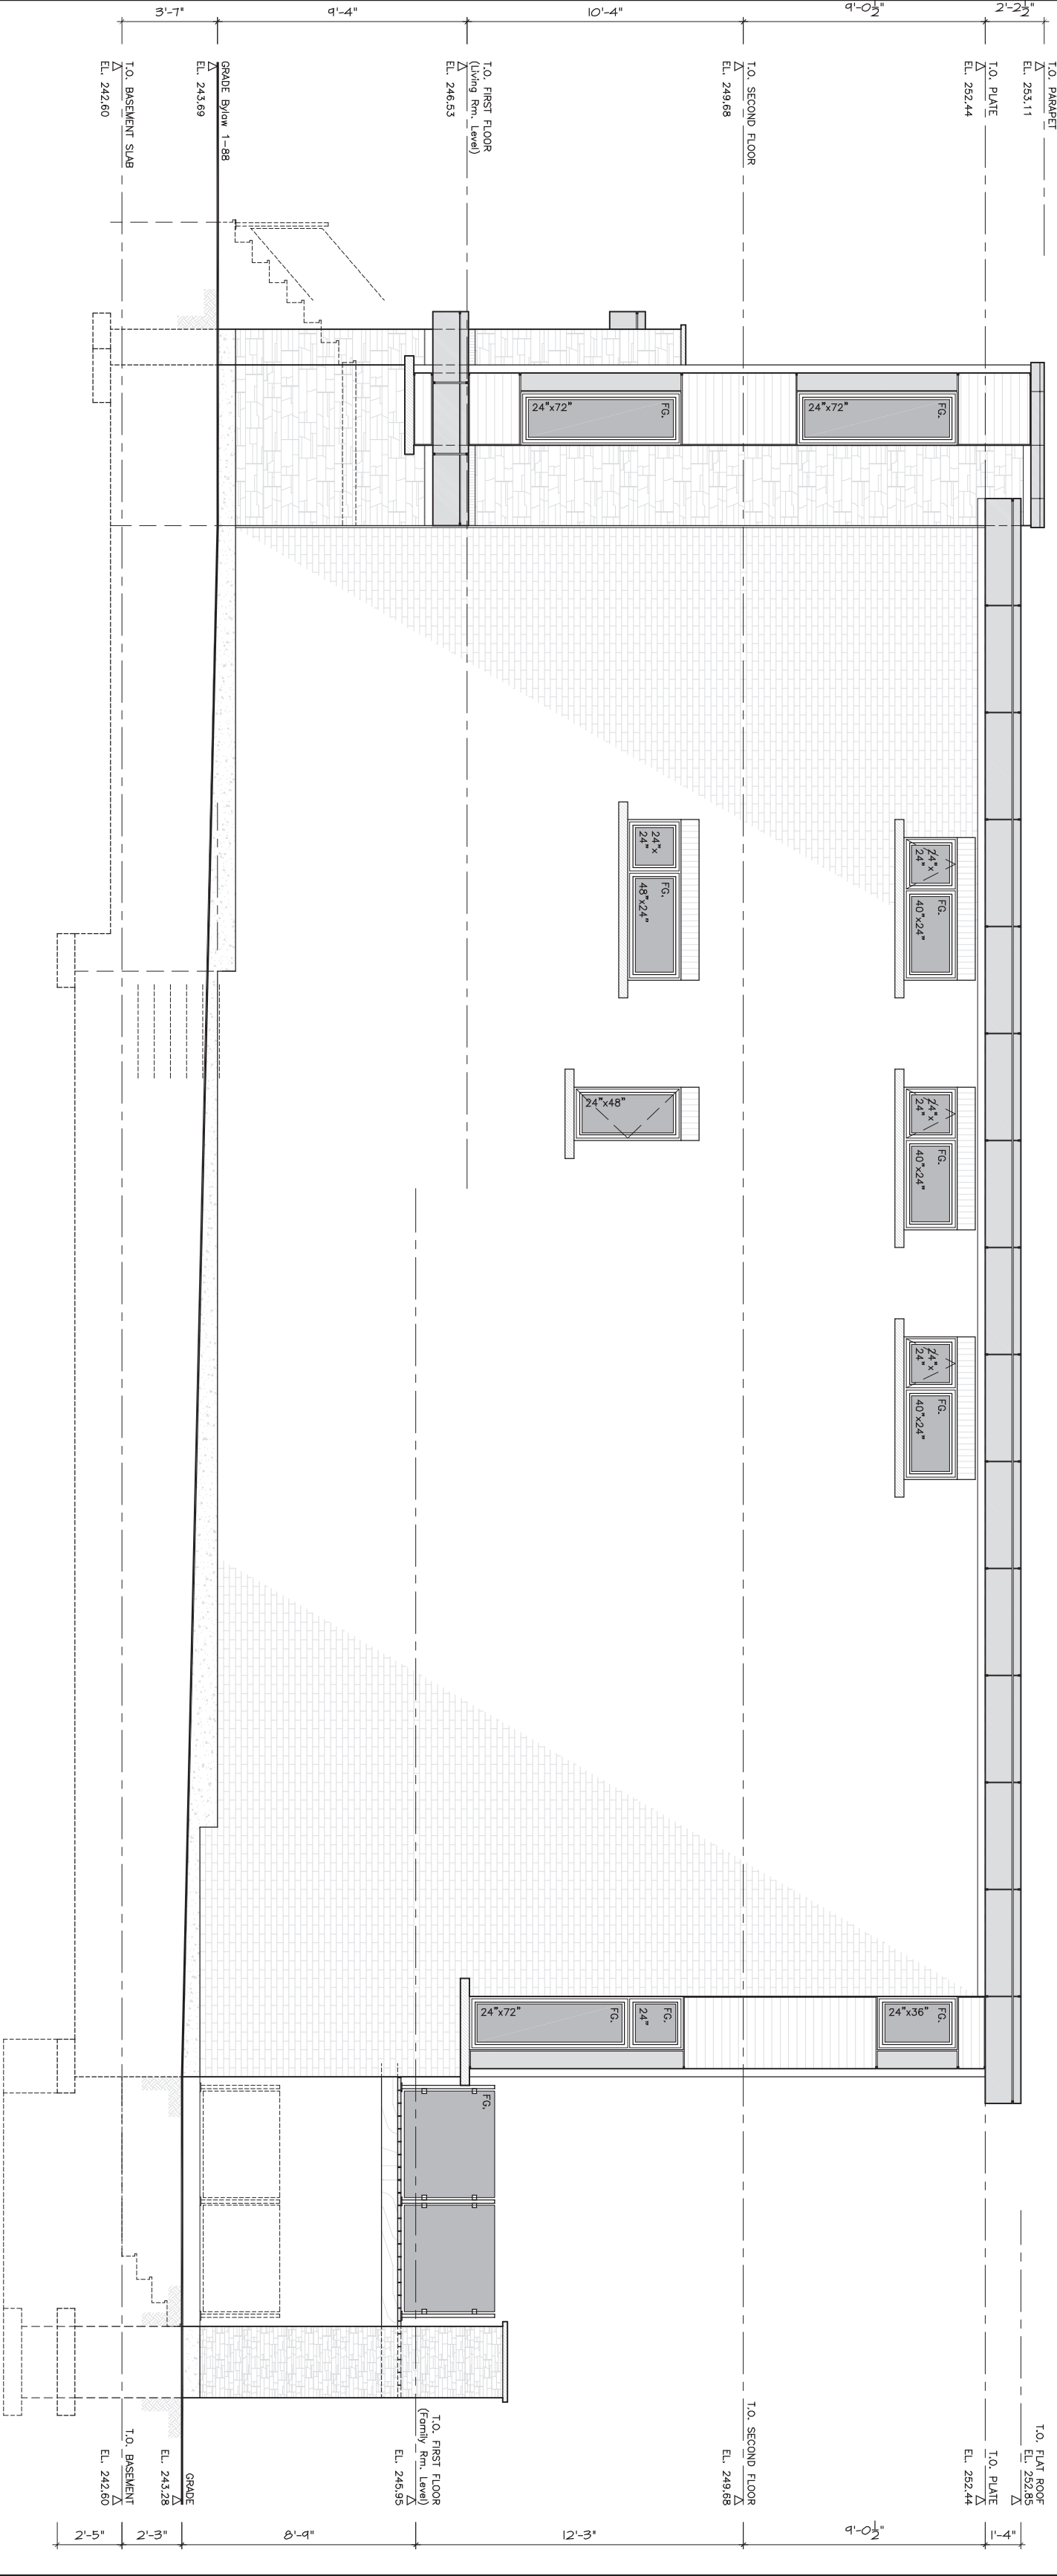 2'-2½"
9'-0½"
10'-4"
9'-4"
3'-7"
T.O. PARAPET
EL. 253.11
T.O. PLATE
EL. 252.44
T.O. SECOND FLOOR
EL. 249.68
T.O. FIRST FLOOR
(Living Rm. Level)
EL. 246.53
GRADE Bylaw 1-88
EL. 243.69
T.O. BASEMENT SLAB
EL. 242.60
FG.
24"x72"
FG.
24"x72"
24"x
24"
FG.
40"x24"
24"x
24"
FG.
40"x24"
24"x
24"
FG.
40"x24"
24"x
24"
FG.
48"x24"
24"x48"
FG.
24"x36"
FG.
24"
FG.
24"x72"
FG.
T.O. FLAT ROOF
EL. 252.85
T.O. PLATE
EL. 252.44
T.O. SECOND FLOOR
EL. 249.68
T.O. FIRST FLOOR
(Family Rm. Level)
EL. 245.95
GRADE
EL. 243.28
T.O. BASEMENT
EL. 242.60
1'-4"
9'-0½"
12'-3"
8'-9"
2'-3"
2'-5"